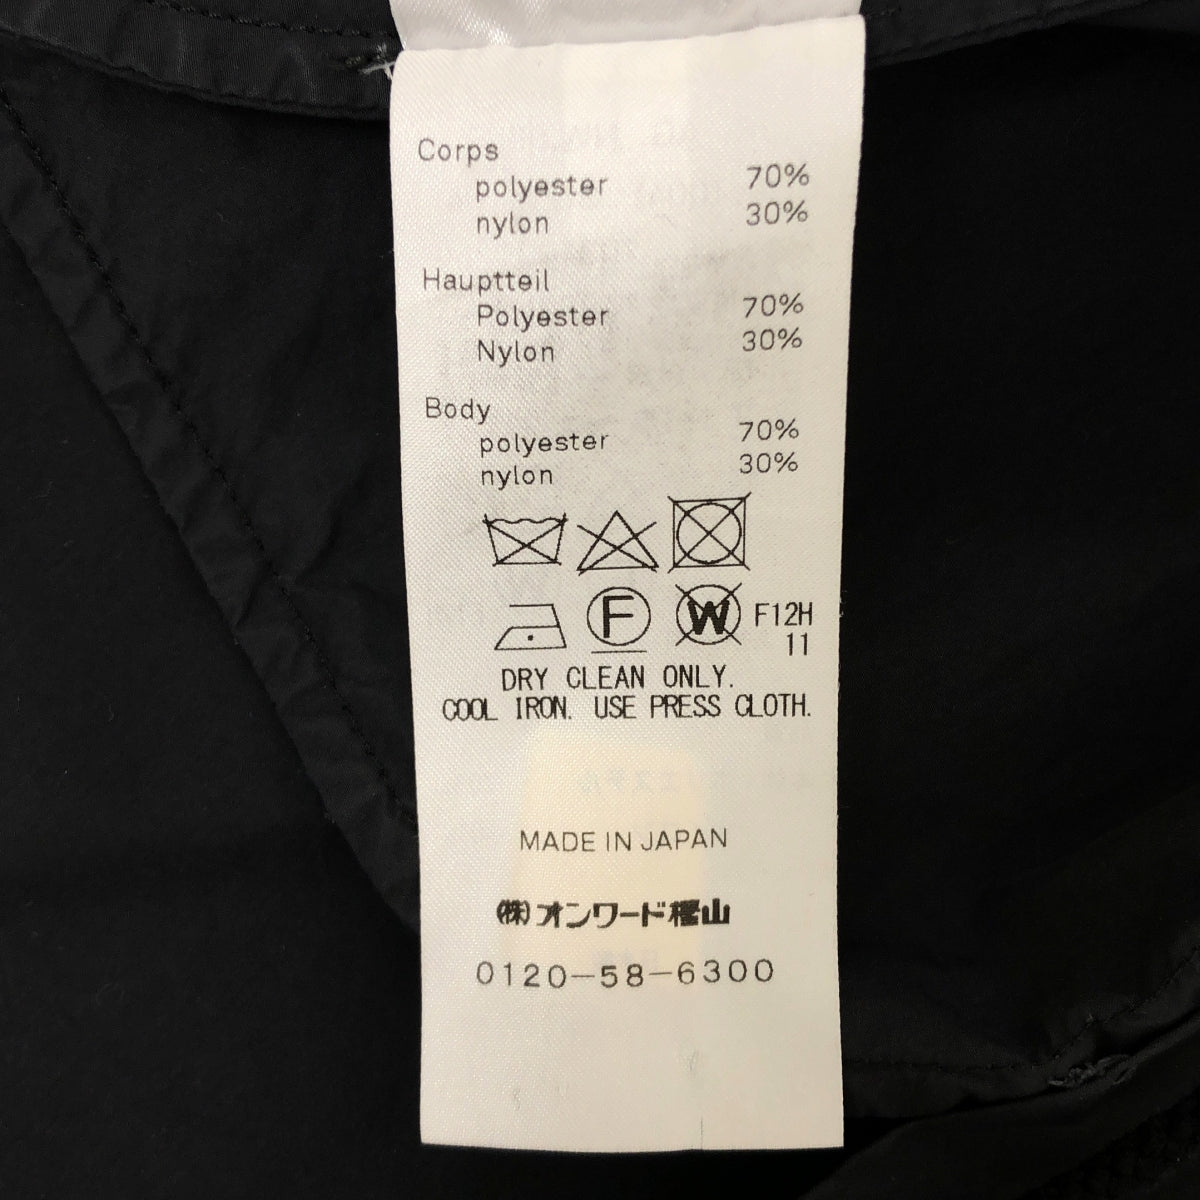 Corps
polyester 70%
nylon 30%
Hauptteil
Polyester 70%
Nylon 30%
Body
polyester 70%
nylon 30%
F W F12H
11
DRY CLEAN ONLY.
COOL IRON. USE PRESS CLOTH.
MADE IN JAPAN
㈱オンワード樫山
0120-58-6300